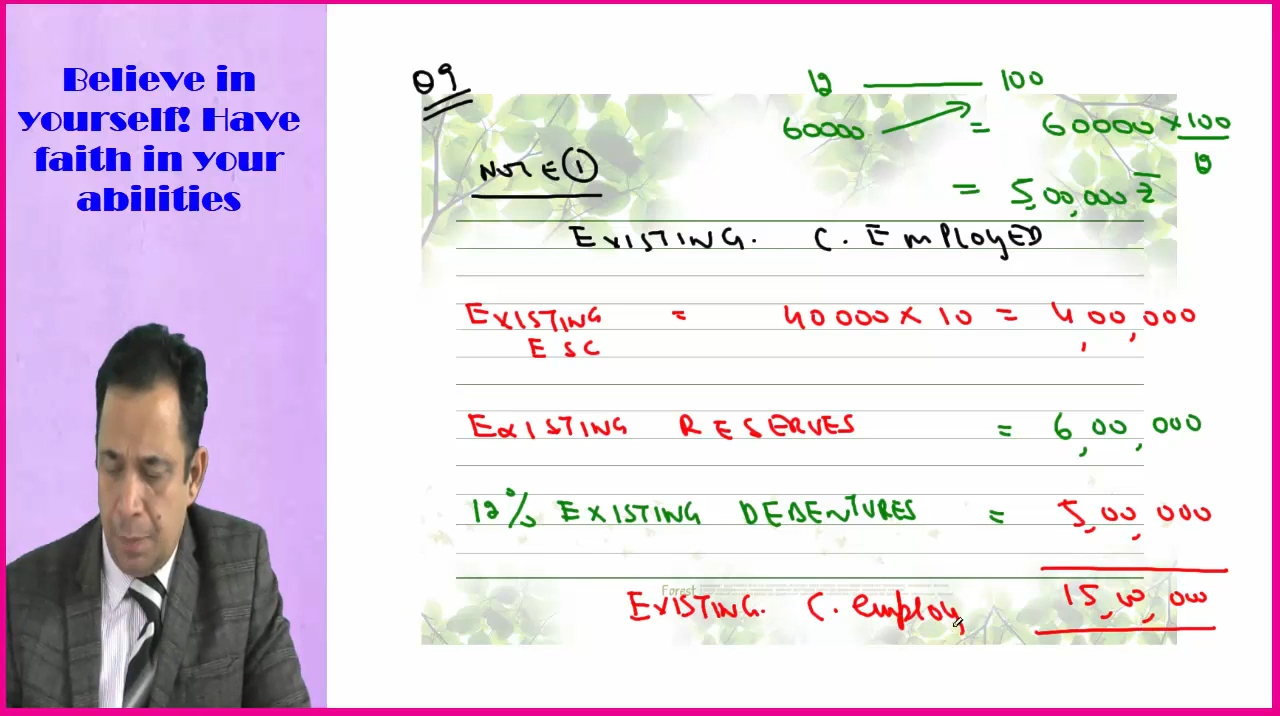 Believe in
yourself! Have
faith in your
abilities
Q9
12 — 100
60000 → = 60000 × 100
12
= 5,00,000
NOTE ①
EXISTING. C. EMPLOYED
EXISTING = 40000 × 10 = 4,00,000
ESC
EXISTING RESERVES = 6,00,000
12% EXISTING DEBENTURES = 5,00,000
Forest
EXISTING. C. employ 15,00,000